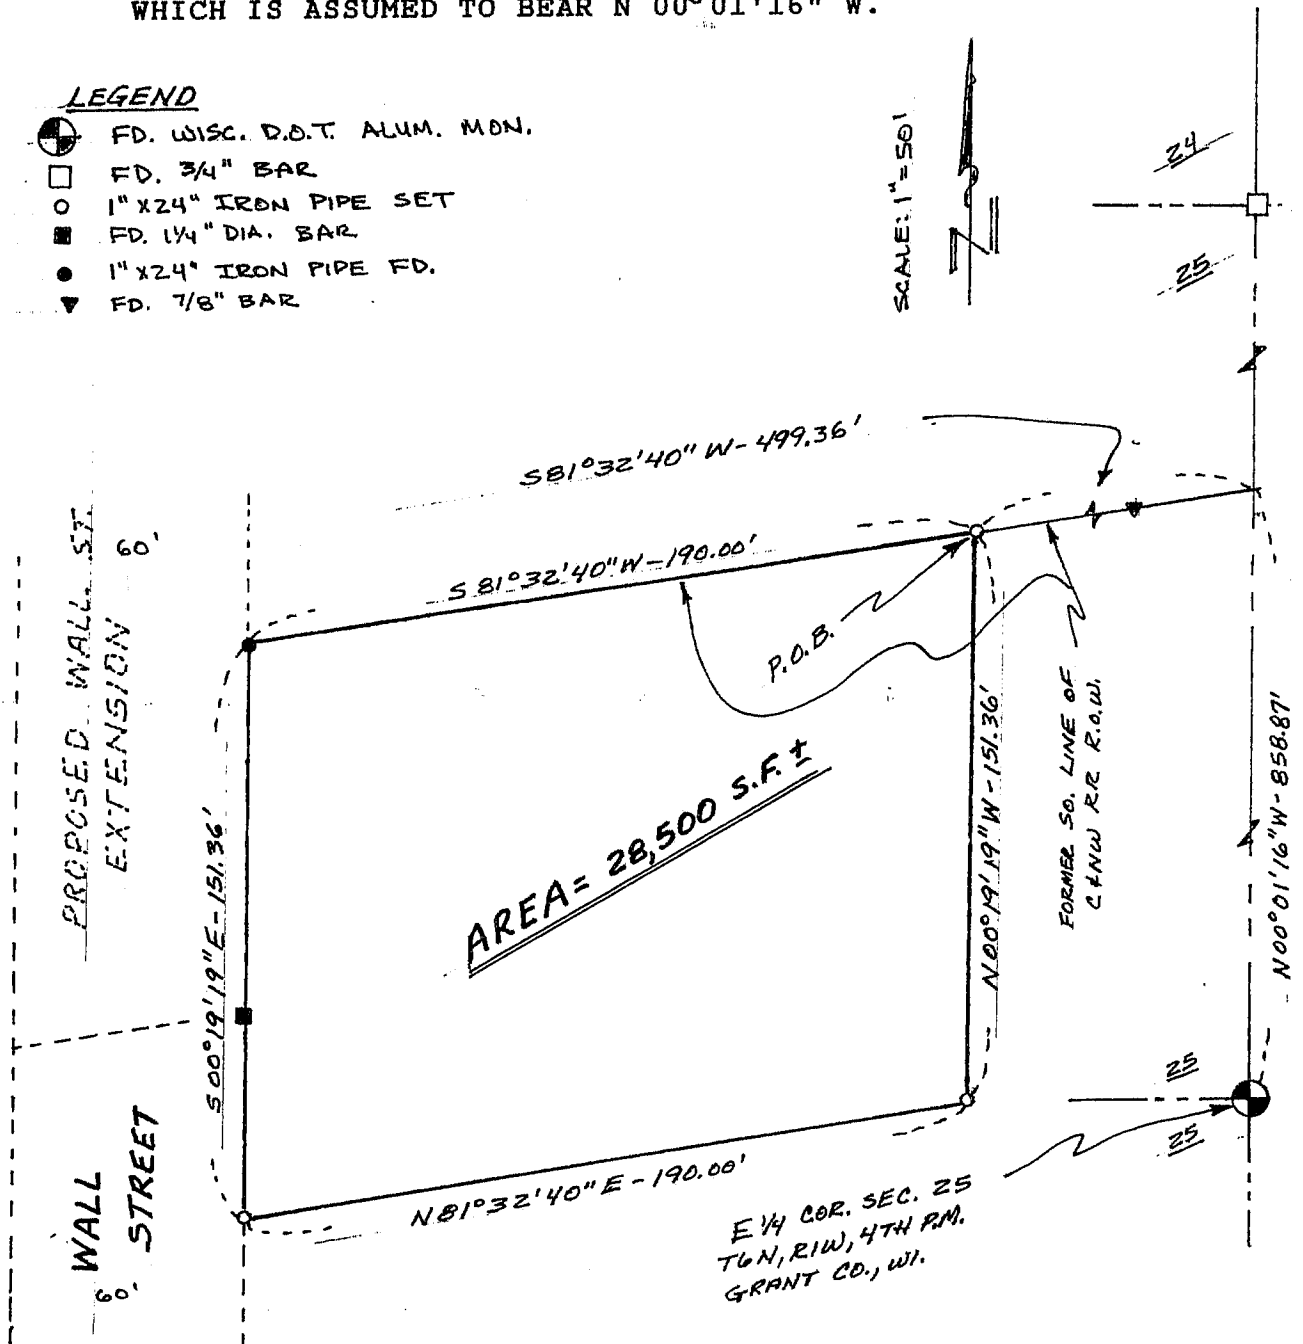 WHICH IS ASSUMED TO BEAR N 00°01'16" W.
LEGEND
FD. WISC. D.O.T. ALUM. MON.
FD. 3/4" BAR
1" X 24" IRON PIPE SET
FD. 1 1/4" DIA. BAR
1" X 24" IRON PIPE FD.
FD. 7/8" BAR
SCALE: 1" = 50'
N
24
25
S81°32'40" W - 499.36'
S 81°32'40" W - 190.00'
60'
PROPOSED WALL ST.
EXTENSION
P.O.B.
FORMER SO. LINE OF
C&NW RR R.O.W.
N00°19'19" W - 151.36'
N00°01'16" W - 858.87'
AREA = 28,500 S.F. ±
S00°19'19" E - 151.36'
N81°32'40" E - 190.00'
25
25
E 1/4 COR. SEC. 25
T6N, R1W, 4TH P.M.
GRANT CO., WI.
WALL
STREET
60'